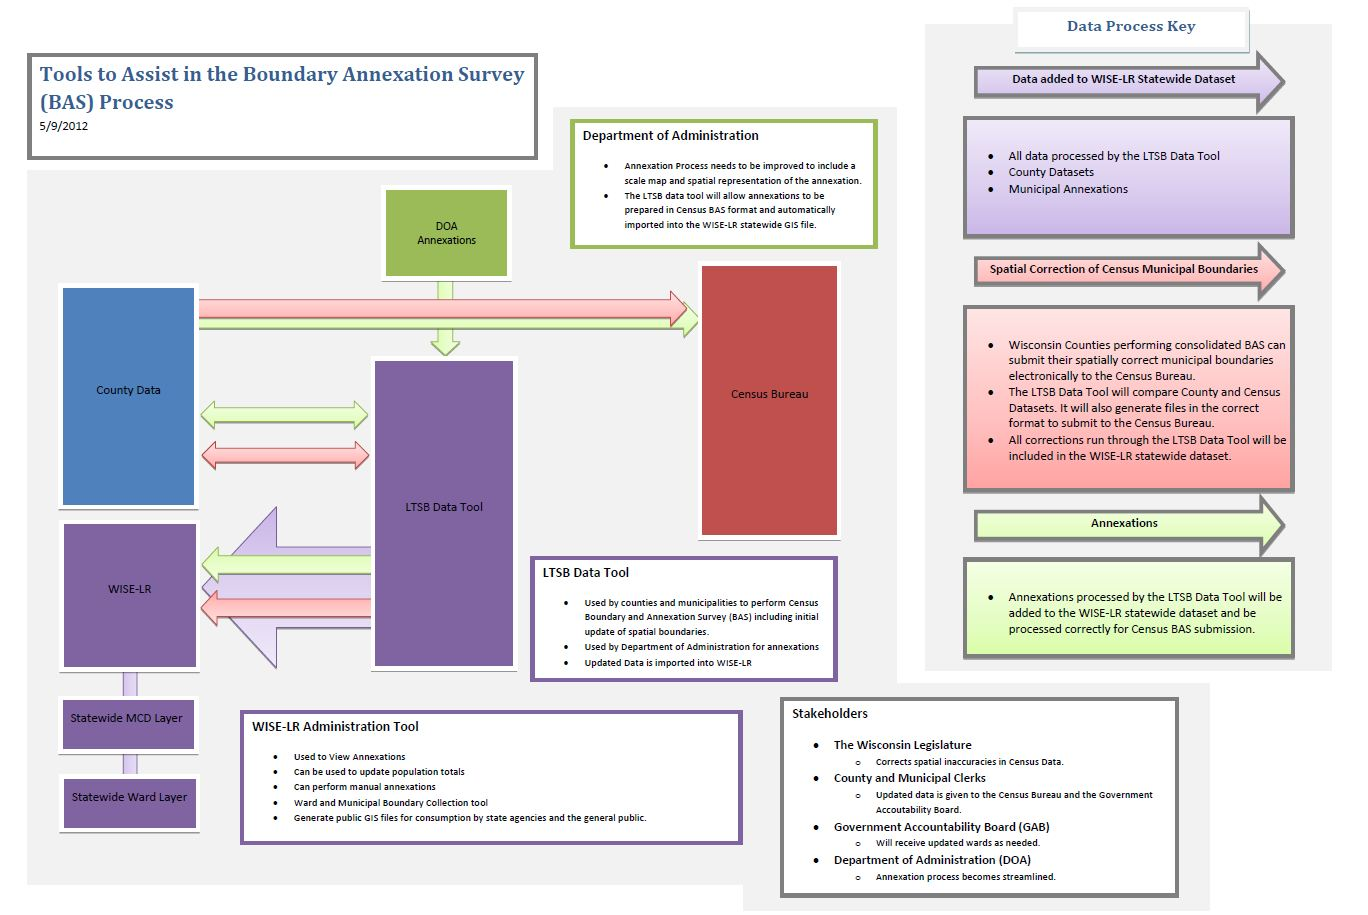 Tools to Assist in the Boundary Annexation Survey
(BAS) Process
5/9/2012
Data Process Key
Data added to WISE-LR Statewide Dataset
• All data processed by the LTSB Data Tool
• County Datasets
• Municipal Annexations
Spatial Correction of Census Municipal Boundaries
• Wisconsin Counties performing consolidated BAS can
submit their spatially correct municipal boundaries
electronically to the Census Bureau.
• The LTSB Data Tool will compare County and Census
Datasets. It will also generate files in the correct
format to submit to the Census Bureau.
• All corrections run through the LTSB Data Tool will be
included in the WISE-LR statewide dataset.
Annexations
• Annexations processed by the LTSB Data Tool will be
added to the WISE-LR statewide dataset and be
processed correctly for Census BAS submission.
Department of Administration
• Annexation Process needs to be improved to include a
scale map and spatial representation of the annexation.
• The LTSB data tool will allow annexations to be
prepared in Census BAS format and automatically
imported into the WISE-LR statewide GIS file.
DOA
Annexations
County Data
Census Bureau
LTSB Data Tool
WISE-LR
Statewide MCD Layer
Statewide Ward Layer
LTSB Data Tool
• Used by counties and municipalities to perform Census
Boundary and Annexation Survey (BAS) including initial
update of spatial boundaries.
• Used by Department of Administration for annexations
• Updated Data is imported into WISE-LR
WISE-LR Administration Tool
• Used to View Annexations
• Can be used to update population totals
• Can perform manual annexations
• Ward and Municipal Boundary Collection tool
• Generate public GIS files for consumption by state agencies and the general public.
Stakeholders
• The Wisconsin Legislature
o Corrects spatial inaccuracies in Census Data.
• County and Municipal Clerks
o Updated data is given to the Census Bureau and the Government
Accoutability Board.
• Government Accountability Board (GAB)
o Will receive updated wards as needed.
• Department of Administration (DOA)
o Annexation process becomes streamlined.